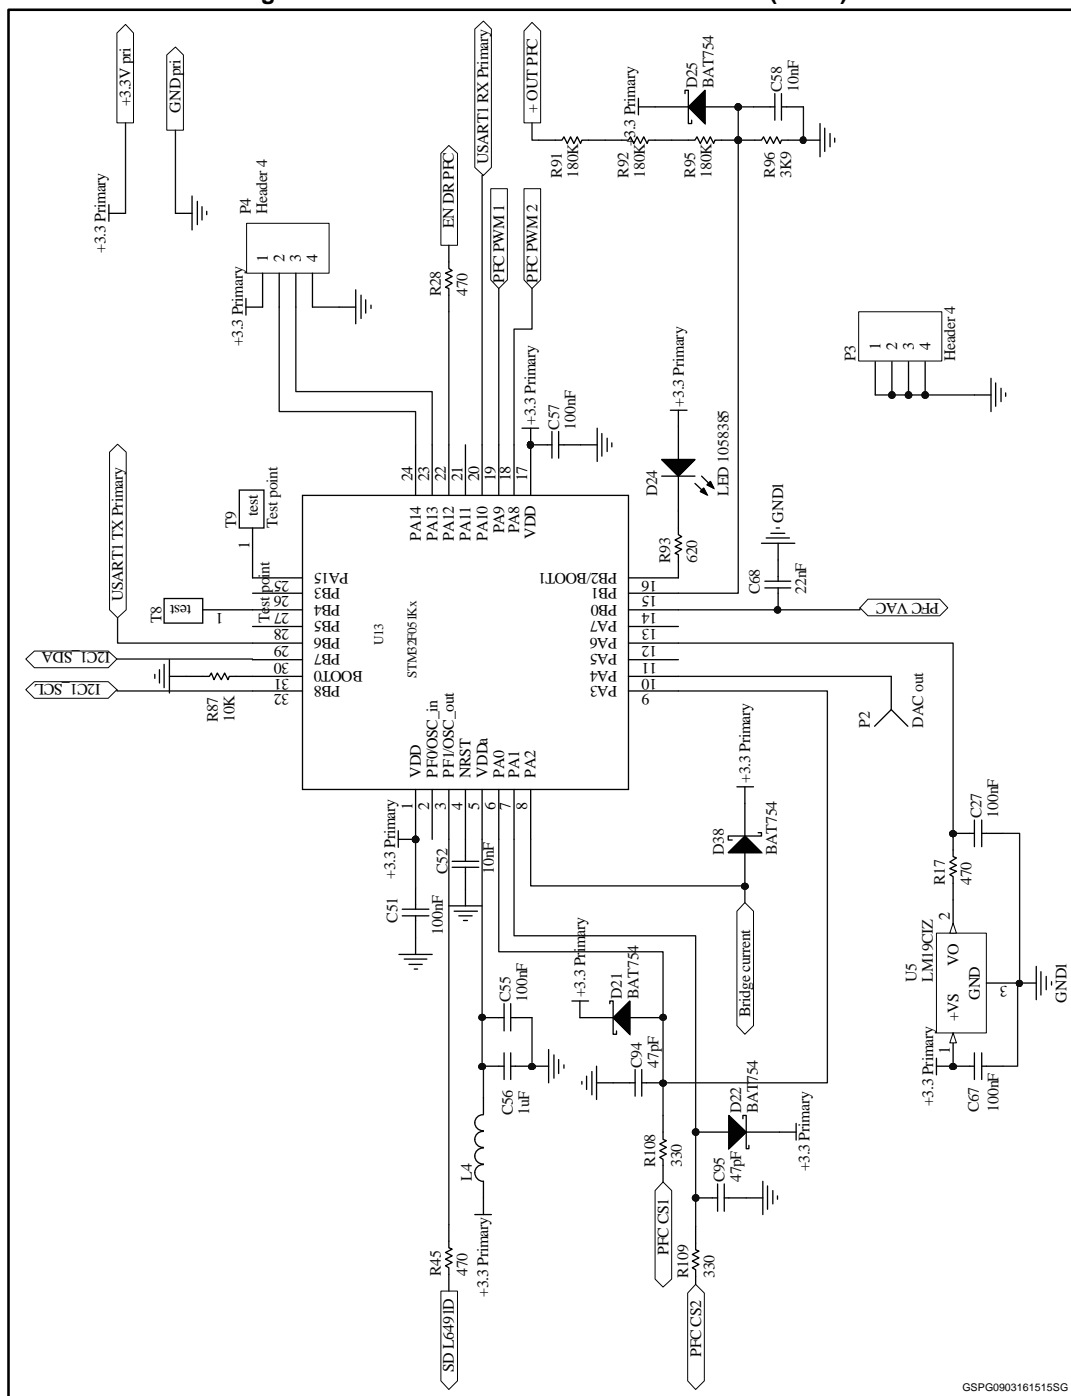 +3.3V pri
+3.3 Primary
GNDpri
P4
Header 4
1
2
3
4
+3.3 Primary
USART1 RX Primary
EN DR PFC
R28
470
PFC PWM 1
PFC PWM 2
+ OUT PFC
+3.3 Primary
D25
BAT754
C58
10nF
R91
180K
R92
180K
R95
180K
R96
3K9
+3.3 Primary
C57
100nF
+3.3 Primary
D24
LED 1058385
R93
620
P3
1
2
3
4
Header 4
USART1 TX Primary
T9
test
Test point
1
T8
test
Test point
1
I2C1_SDA
I2C1_SCL
R87
10K
24
23
22
21
20
19
18
17
PA14
PA13
PA12
PA11
PA10
PA9
PA8
VDD
25
26
27
28
29
30
31
32
PA15
PB3
PB4
PB5
PB6
PB7
BOOT0
PB8
U13
STM32F051Kx
PB2/BOOT1
PB1
PB0
PA7
PA6
PA5
PA4
PA3
16
15
14
13
12
11
10
9
VDD
PF0/OSC_in
PF1/OSC_out
NRST
VDDa
PA0
PA1
PA2
1
2
3
4
5
6
7
8
C68
22nF
GND1
PFC VAC
P2
DAC out
+3.3 Primary
C51
100nF
C52
10nF
+3.3 Primary
D38
BAT754
Bridge current
C55
100nF
C56
1uF
L4
+3.3 Primary
R45
470
SD L6491D
+3.3 Primary
D21
BAT754
C94
47pF
D22
BAT754
C95
47pF
+3.3 Primary
R108
330
PFC CS1
R109
330
PFC CS2
C27
100nF
R17
470
U5
LM19CIZ
+VS
VO
GND
1
2
3
+3.3 Primary
C67
100nF
GND1
GSPG0903161515SG